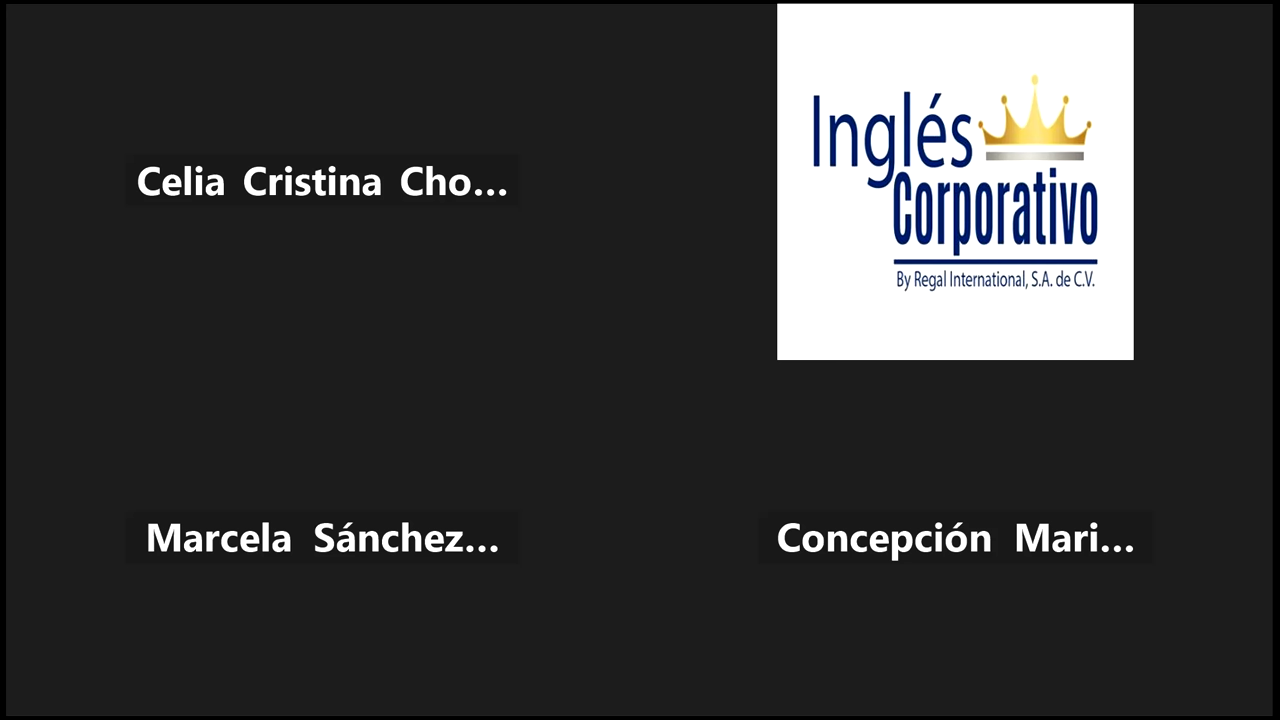 Celia Cristina Cho...
Inglés
Corporativo
By Regal International, S.A. de C.V.
Marcela Sánchez...
Concepción Mari...